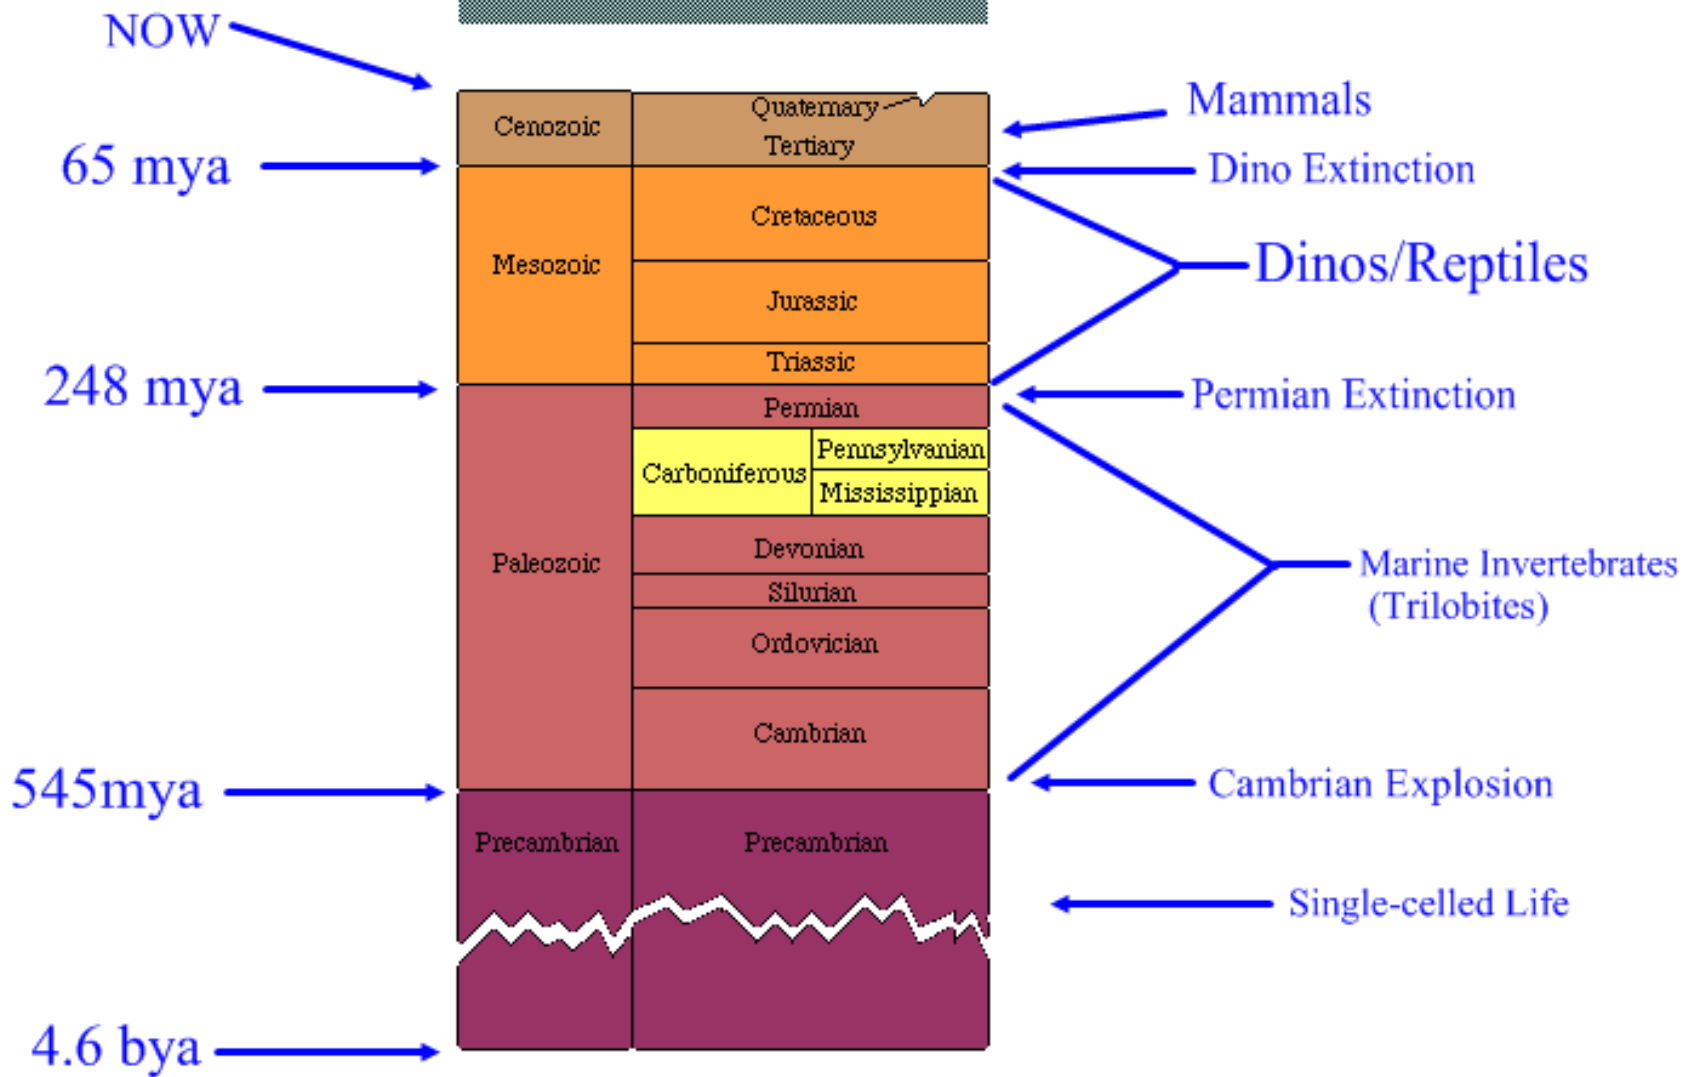 NOW
Quaternary
Mammals
Cenozoic
Tertiary
65 mya
Dino Extinction
Cretaceous
Mesozoic
Dinos/Reptiles
Jurassic
Triassic
248 mya
Permian Extinction
Permian
Pennsylvanian
Carboniferous
Mississippian
Devonian
Paleozoic
Marine Invertebrates
(Trilobites)
Silurian
Ordovician
Cambrian
545mya
Cambrian Explosion
Precambrian
Precambrian
Single-celled Life
4.6 bya